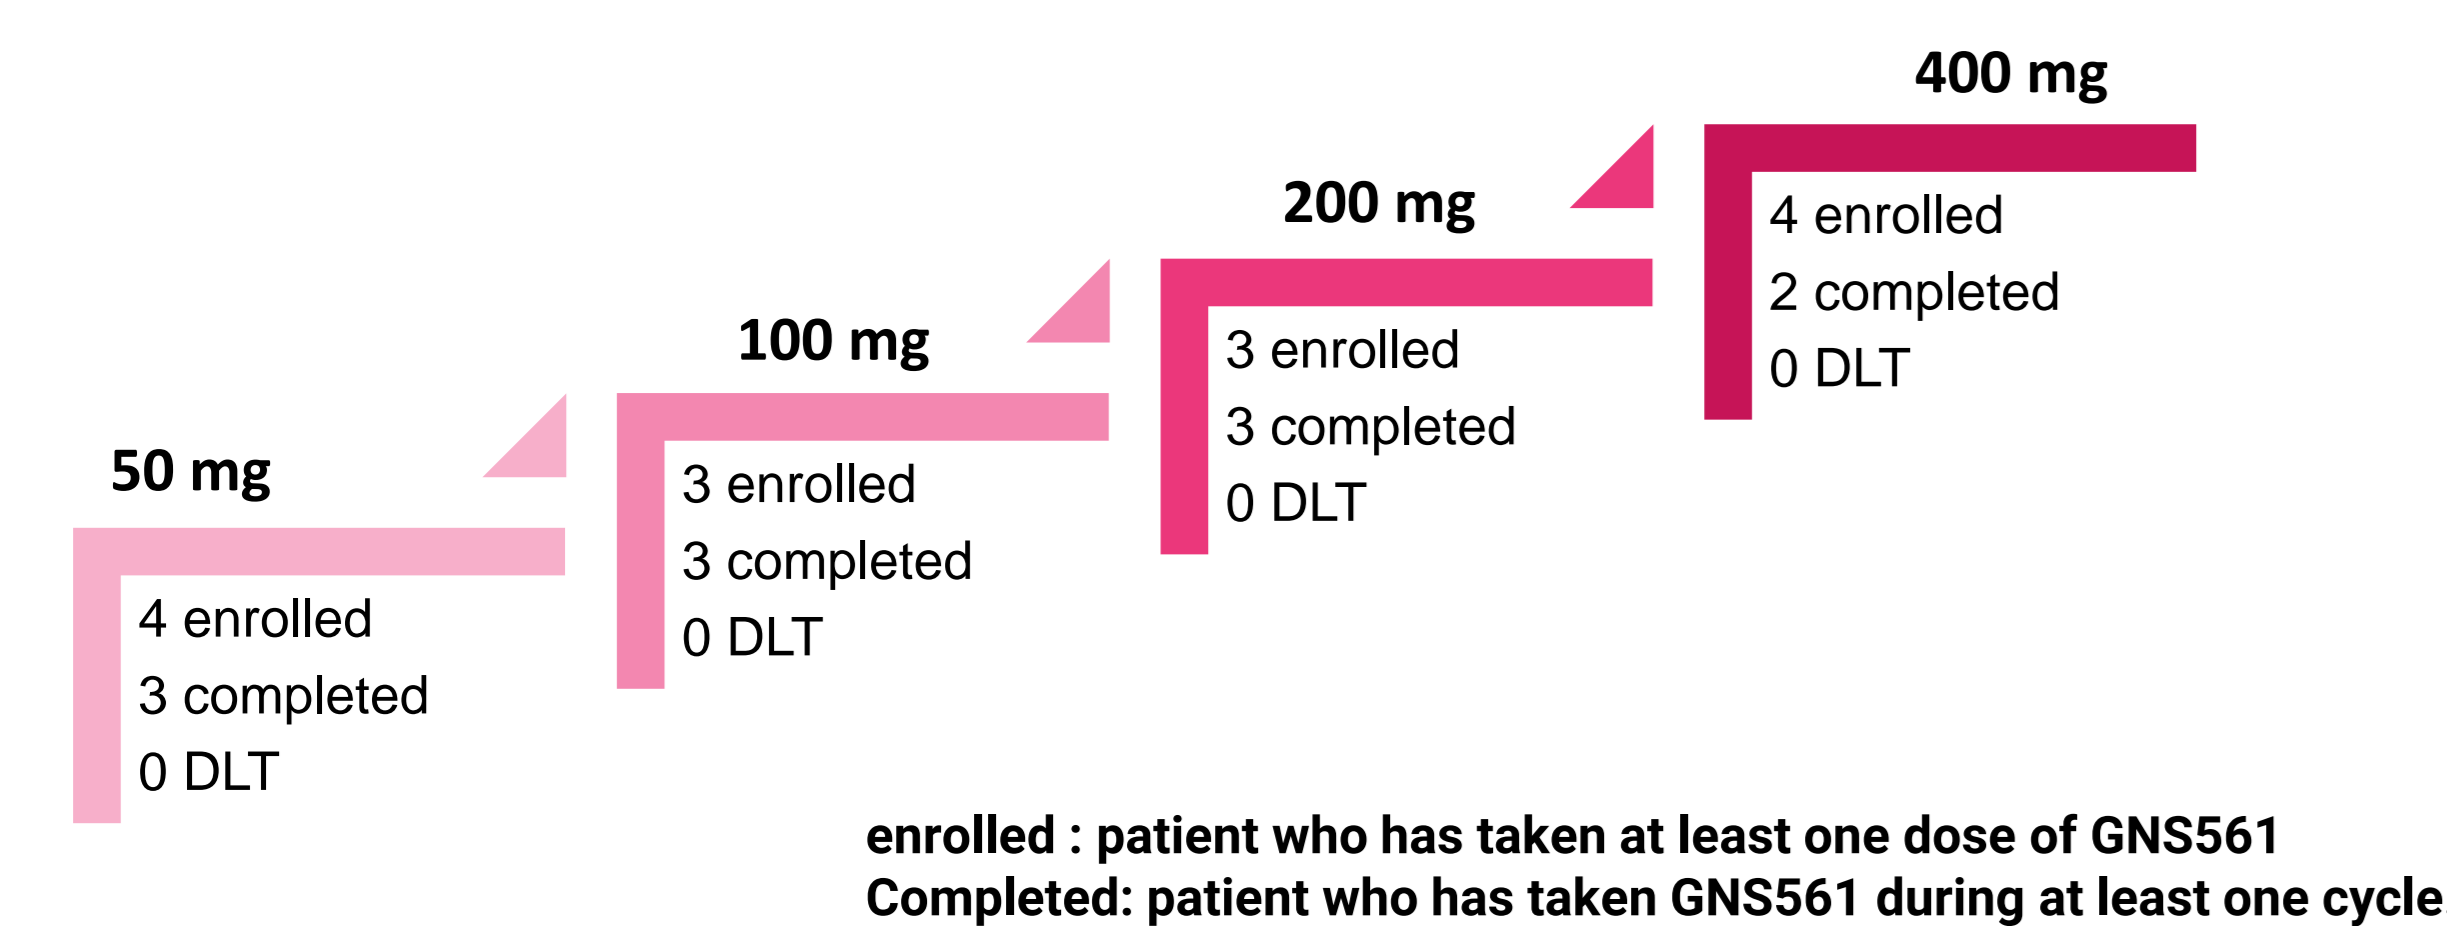 50 mg
4 enrolled
3 completed
0 DLT
100 mg
3 enrolled
3 completed
0 DLT
200 mg
3 enrolled
3 completed
0 DLT
400 mg
4 enrolled
2 completed
0 DLT
enrolled : patient who has taken at least one dose of GNS561
Completed: patient who has taken GNS561 during at least one cycle.